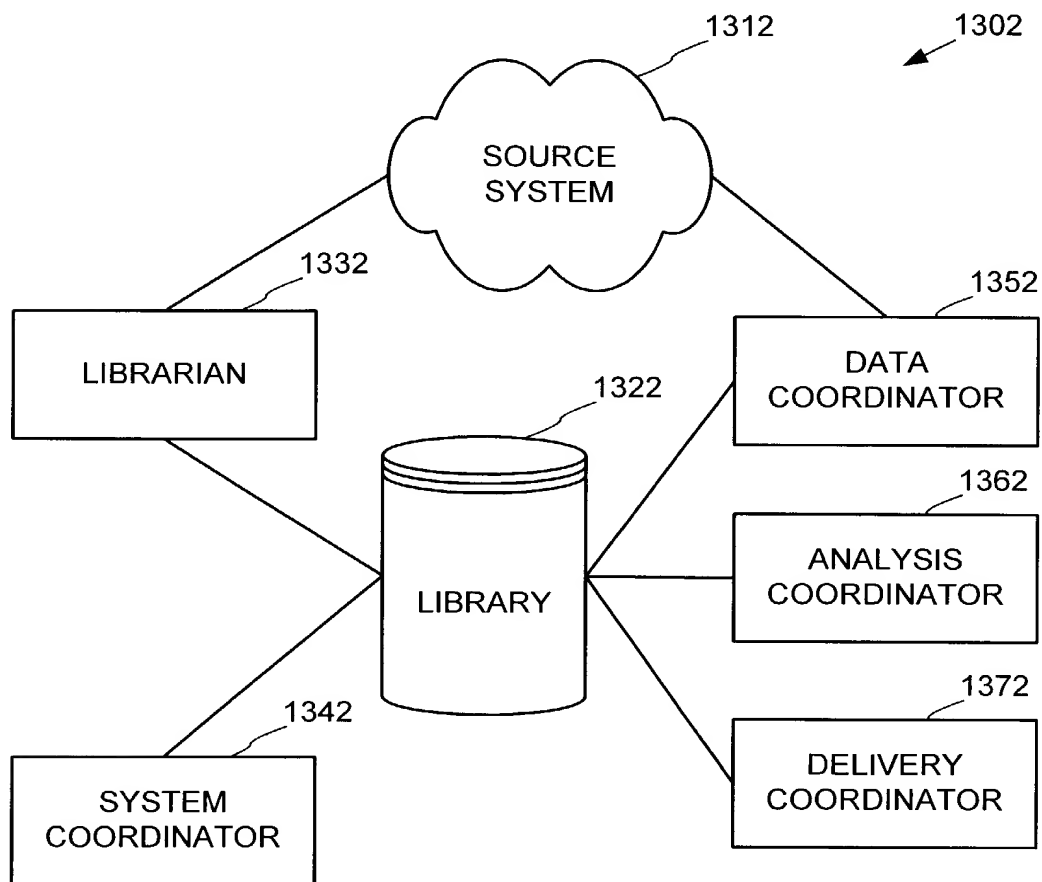 1312
1302
SOURCE
SYSTEM
1332
1352
LIBRARIAN
DATA
COORDINATOR
1322
1362
LIBRARY
ANALYSIS
COORDINATOR
1342
1372
SYSTEM
COORDINATOR
DELIVERY
COORDINATOR